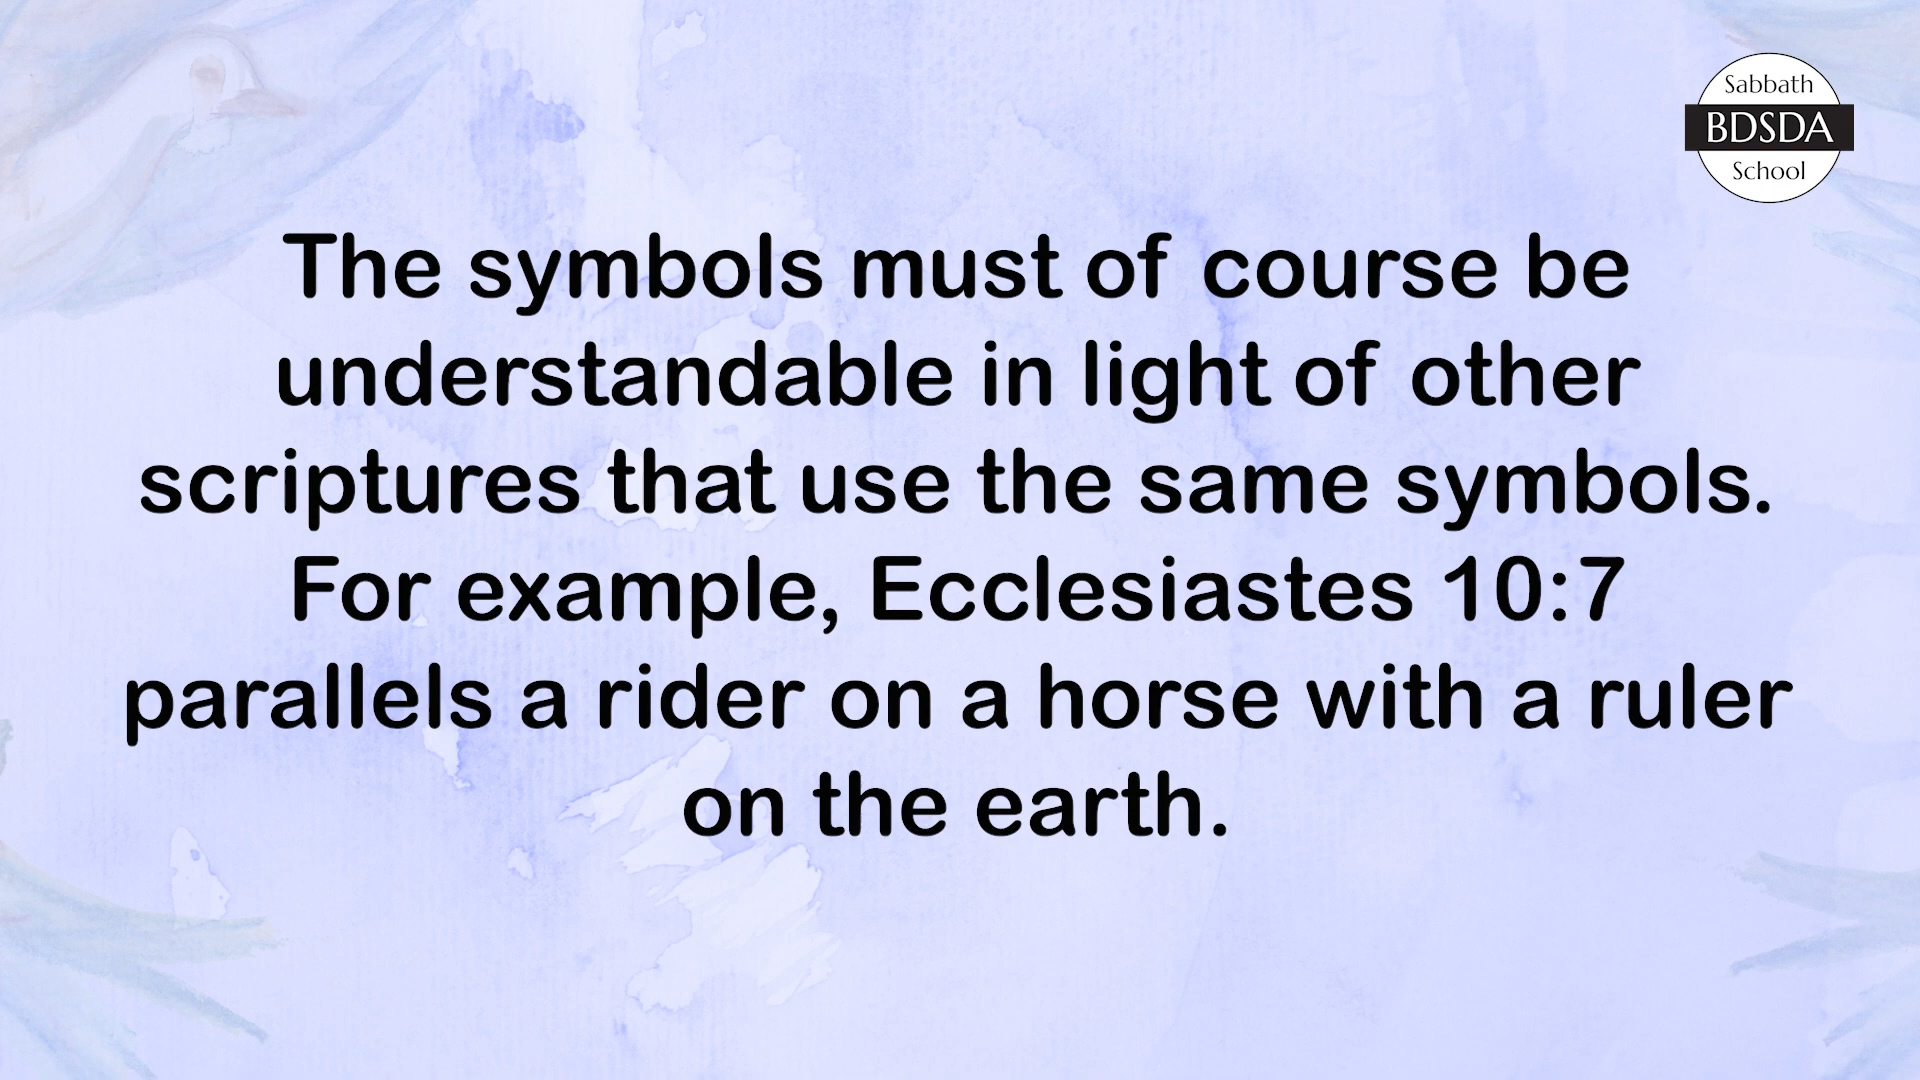 Sabbath
BDSDA
School
The symbols must of course be
understandable in light of other
scriptures that use the same symbols.
For example, Ecclesiastes 10:7
parallels a rider on a horse with a ruler
on the earth.